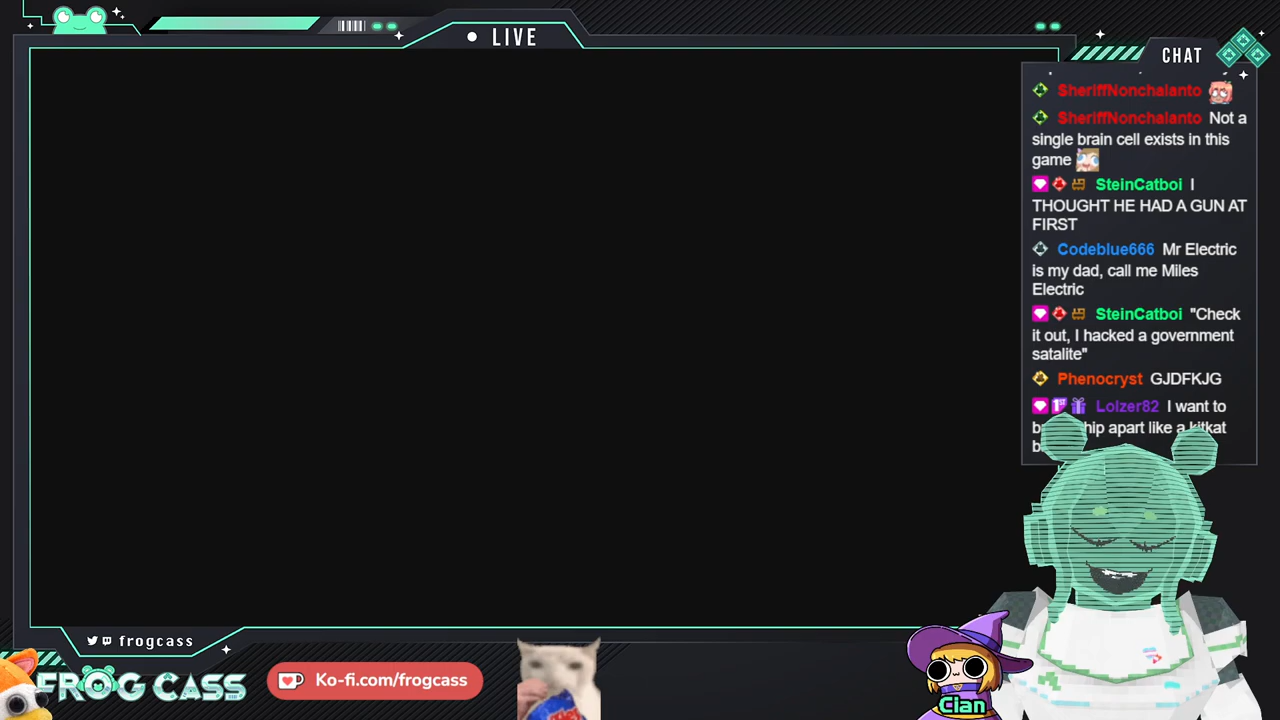 LIVE
CHAT
SheriffNonchalanto
SheriffNonchalanto Not a
single brain cell exists in this
game
SteinCatboi I
THOUGHT HE HAD A GUN AT
FIRST
Codeblue666 Mr Electric
is my dad, call me Miles
Electric
SteinCatboi "Check
it out, I hacked a government
satalite"
Phenocryst GJDFKJG
Lolzer82 I want to
apart like a kitkat
frogcass
FROG CASS
Ko-fi.com/frogcass
Cian